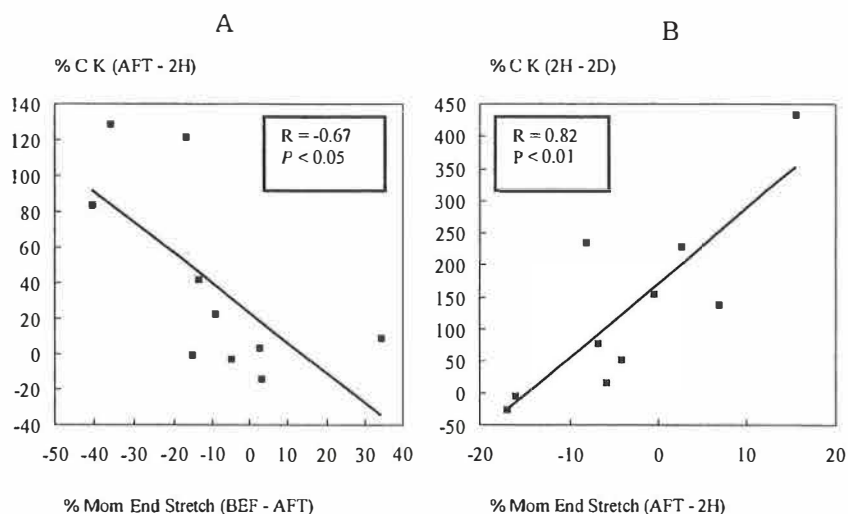 A
B
% C K (AFT - 2H)
% C K (2H - 2D)
140
120
100
80
60
40
20
0
-20
-40
R = -0.67
P < 0.05
-50 -40 -30 -20 -10 0 10 20 30 40
% Mom End Stretch (BEF - AFT)
450
400
350
300
250
200
150
100
50
0
-50
R = 0.82
P < 0.01
-20 -10 0 10 20
% Mom End Stretch (AFT - 2H)